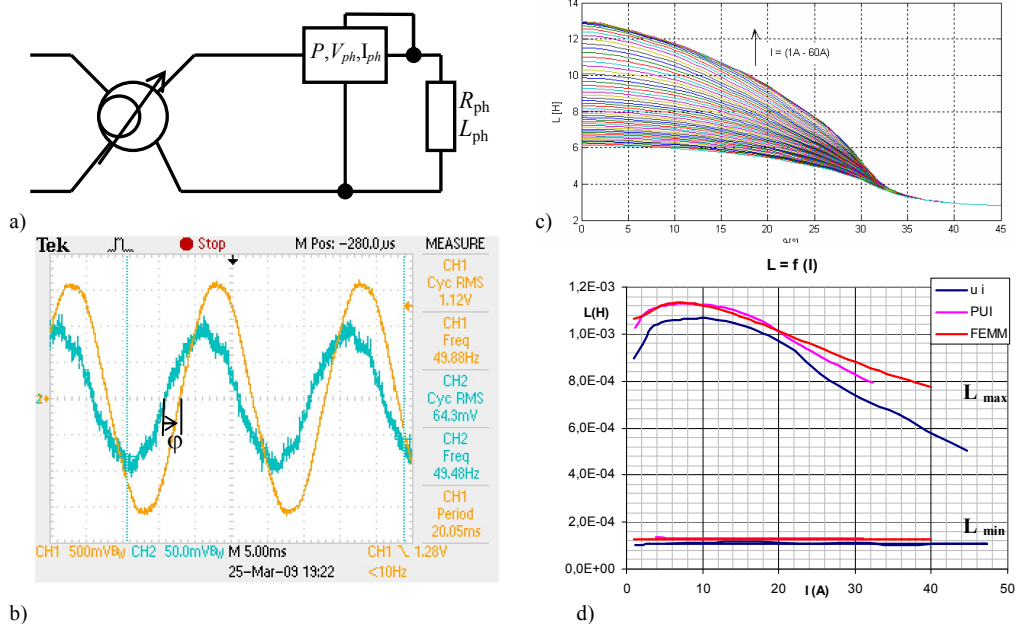 P,Vph,Iph
Rph
Lph
a)
Tek
Stop
M Pos: -280.0us
MEASURE
CH1
Cyc RMS
1.12V
CH1
Freq
49.88Hz
CH2
Cyc RMS
64.3mV
CH2
Freq
49.48Hz
CH1
Period
20.05ms
2
φ
CH1 500mVBW CH2 50.0mVBW M 5.00ms CH1 1.28V
25-Mar-09 19:22 <10Hz
b)
14
12
10
8
6
4
2
L [H]
I = (1A - 60A)
0 5 10 15 20 25 30 35 40 45
c)
L = f (I)
L(H)
1,2E-03
1,0E-03
8,0E-04
6,0E-04
4,0E-04
2,0E-04
0,0E+00
u i
PUI
FEMM
L max
L min
0 10 20 30 40 50
I (A)
d)